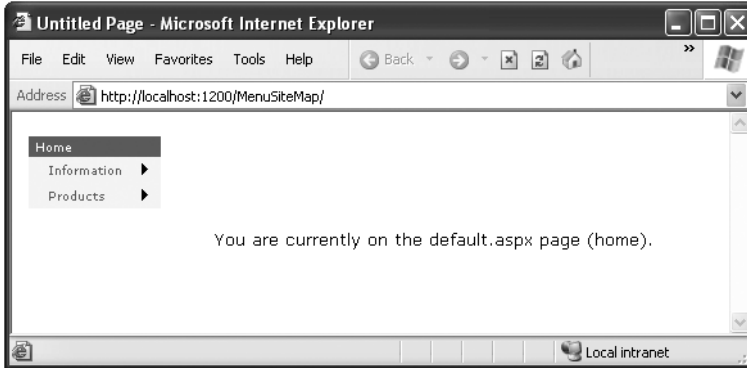 Untitled Page - Microsoft Internet Explorer
File Edit View Favorites Tools Help Back »
Address http://localhost:1200/MenuSiteMap/
Home
Information
Products
You are currently on the default.aspx page (home).
Local intranet